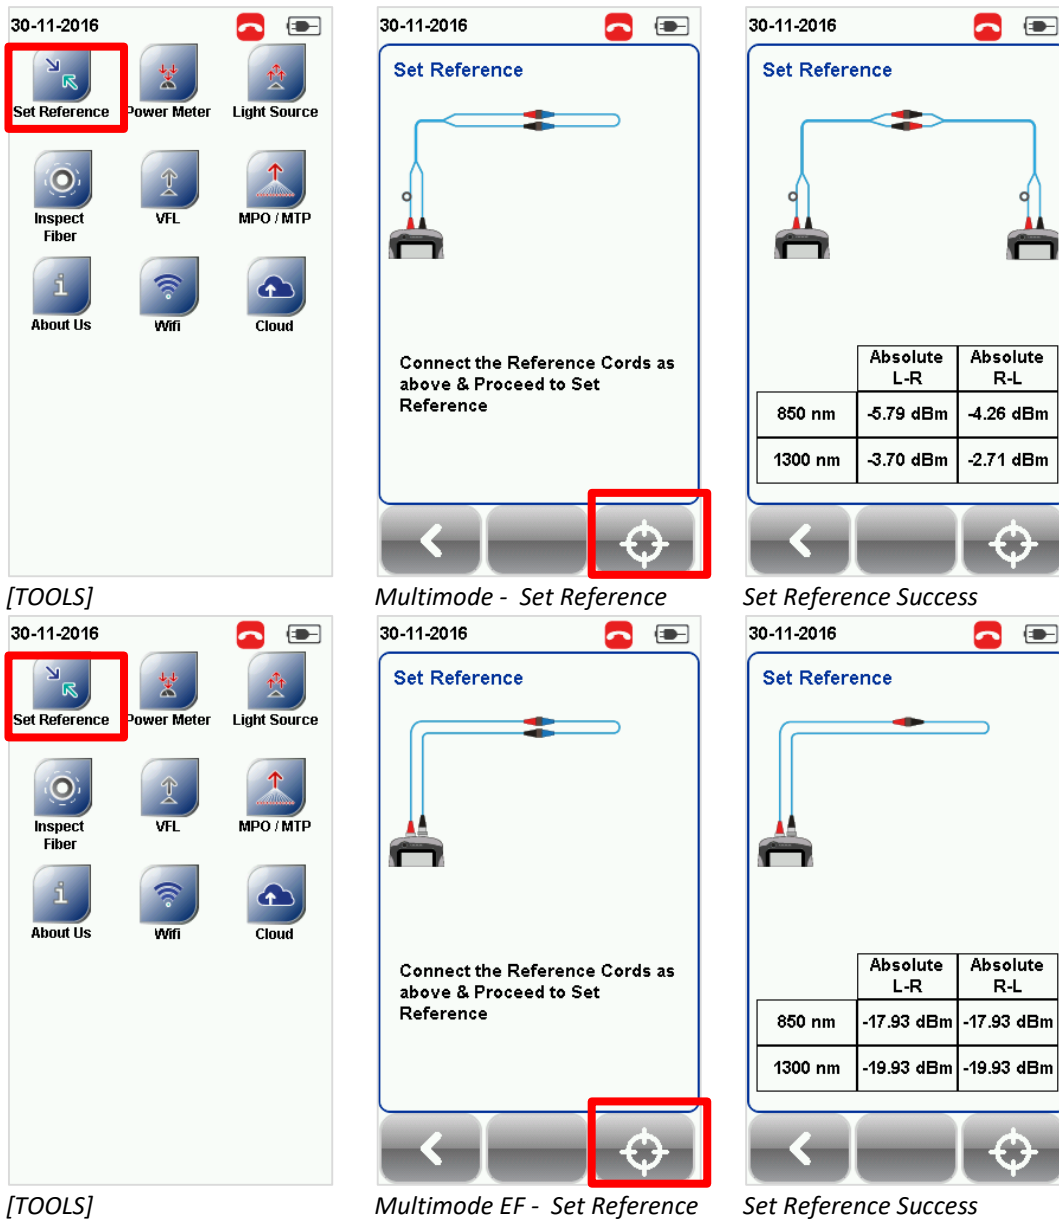 30-11-2016
Set Reference
Power Meter
Light Source
Inspect
Fiber
VFL
MPO / MTP
About Us
Wifi
Cloud
[TOOLS]
30-11-2016
Set Reference
Connect the Reference Cords as
above & Proceed to Set
Reference
Multimode - Set Reference
30-11-2016
Set Reference
Absolute
L-R
Absolute
R-L
850 nm
-5.79 dBm
-4.26 dBm
1300 nm
-3.70 dBm
-2.71 dBm
Set Reference Success
30-11-2016
Set Reference
Power Meter
Light Source
Inspect
Fiber
VFL
MPO / MTP
About Us
Wifi
Cloud
[TOOLS]
30-11-2016
Set Reference
Connect the Reference Cords as
above & Proceed to Set
Reference
Multimode EF - Set Reference
30-11-2016
Set Reference
Absolute
L-R
Absolute
R-L
850 nm
-17.93 dBm
-17.93 dBm
1300 nm
-19.93 dBm
-19.93 dBm
Set Reference Success